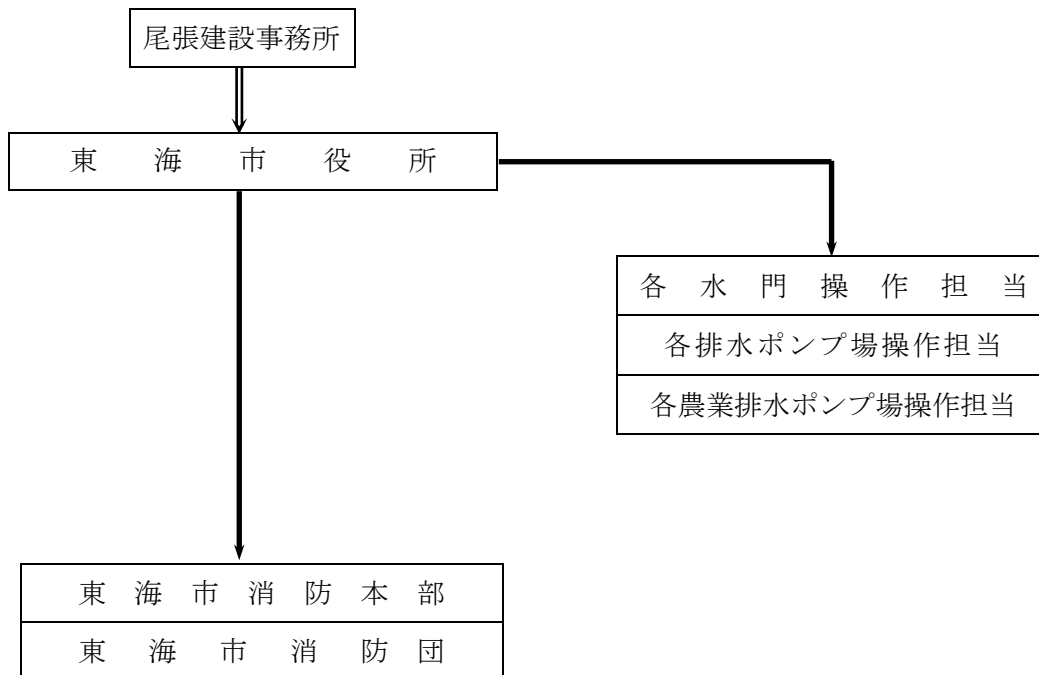 尾張建設事務所
東海市役所
各水門操作担当
各排水ポンプ場操作担当
各農業排水ポンプ場操作担当
東海市消防本部
東海市消防団